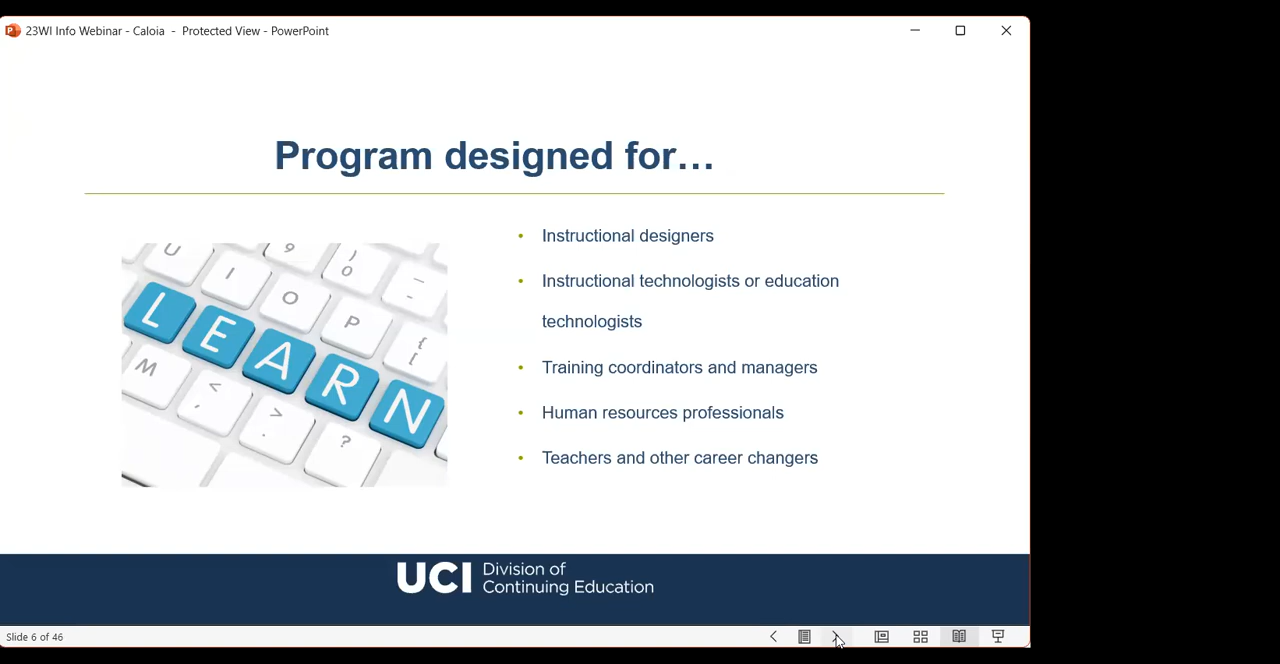 23WI Info Webinar - Caloia - Protected View - PowerPoint
Program designed for...
• Instructional designers
• Instructional technologists or education
technologists
• Training coordinators and managers
• Human resources professionals
• Teachers and other career changers
U 9 ) 0 _ -
I O P { [
L E A R N
M < , > . ?
UCI Division of
Continuing Education
Slide 6 of 46